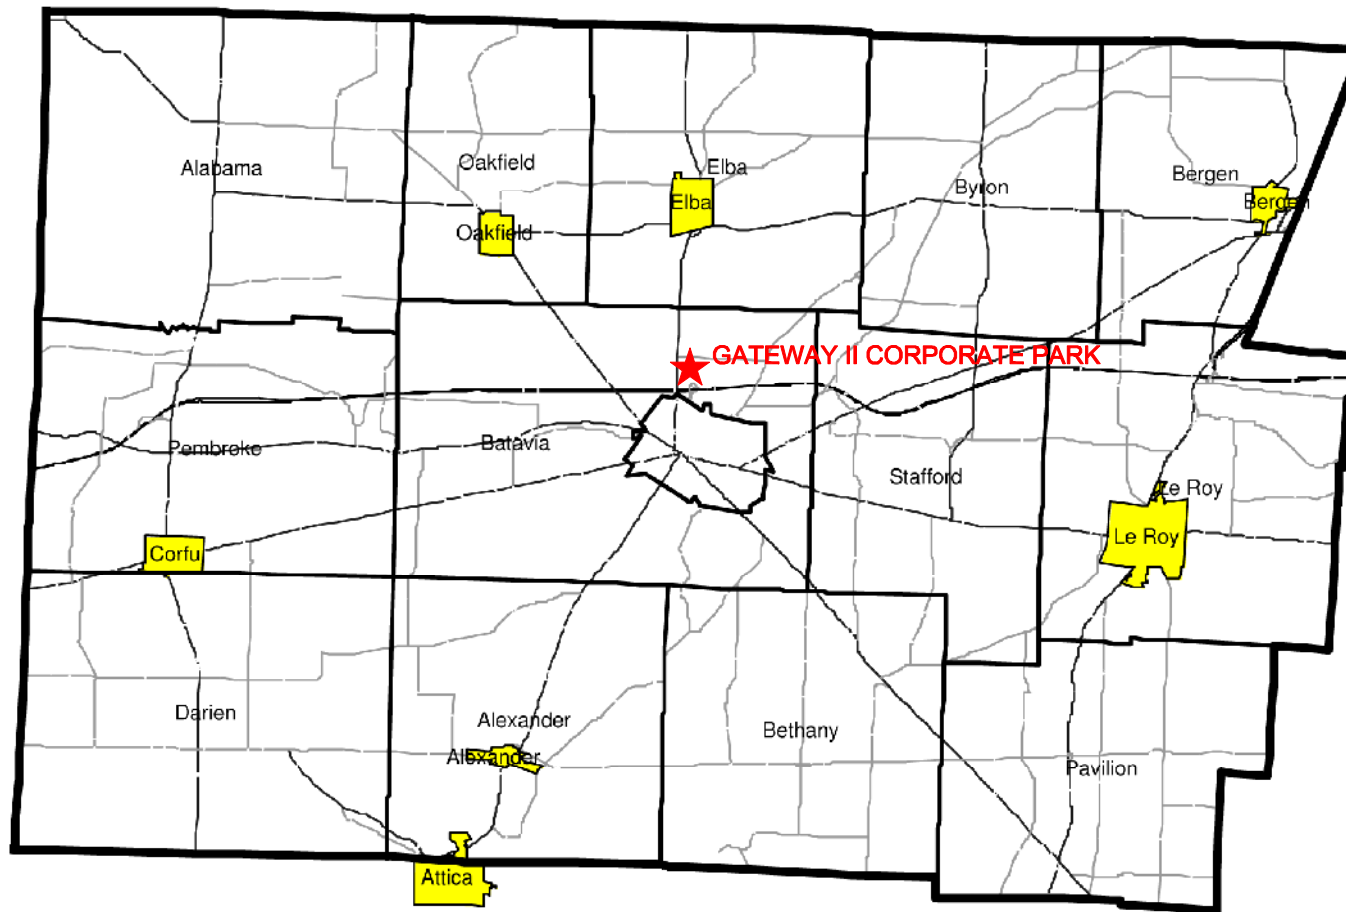 Alabama
Oakfield
Elba
Byron
Bergen
Elba
Bergen
Oakfield
GATEWAY II CORPORATE PARK
Pembroke
Batavia
Stafford
Le Roy
Le Roy
Corfu
Darien
Alexander
Bethany
Alexander
Pavilion
Attica